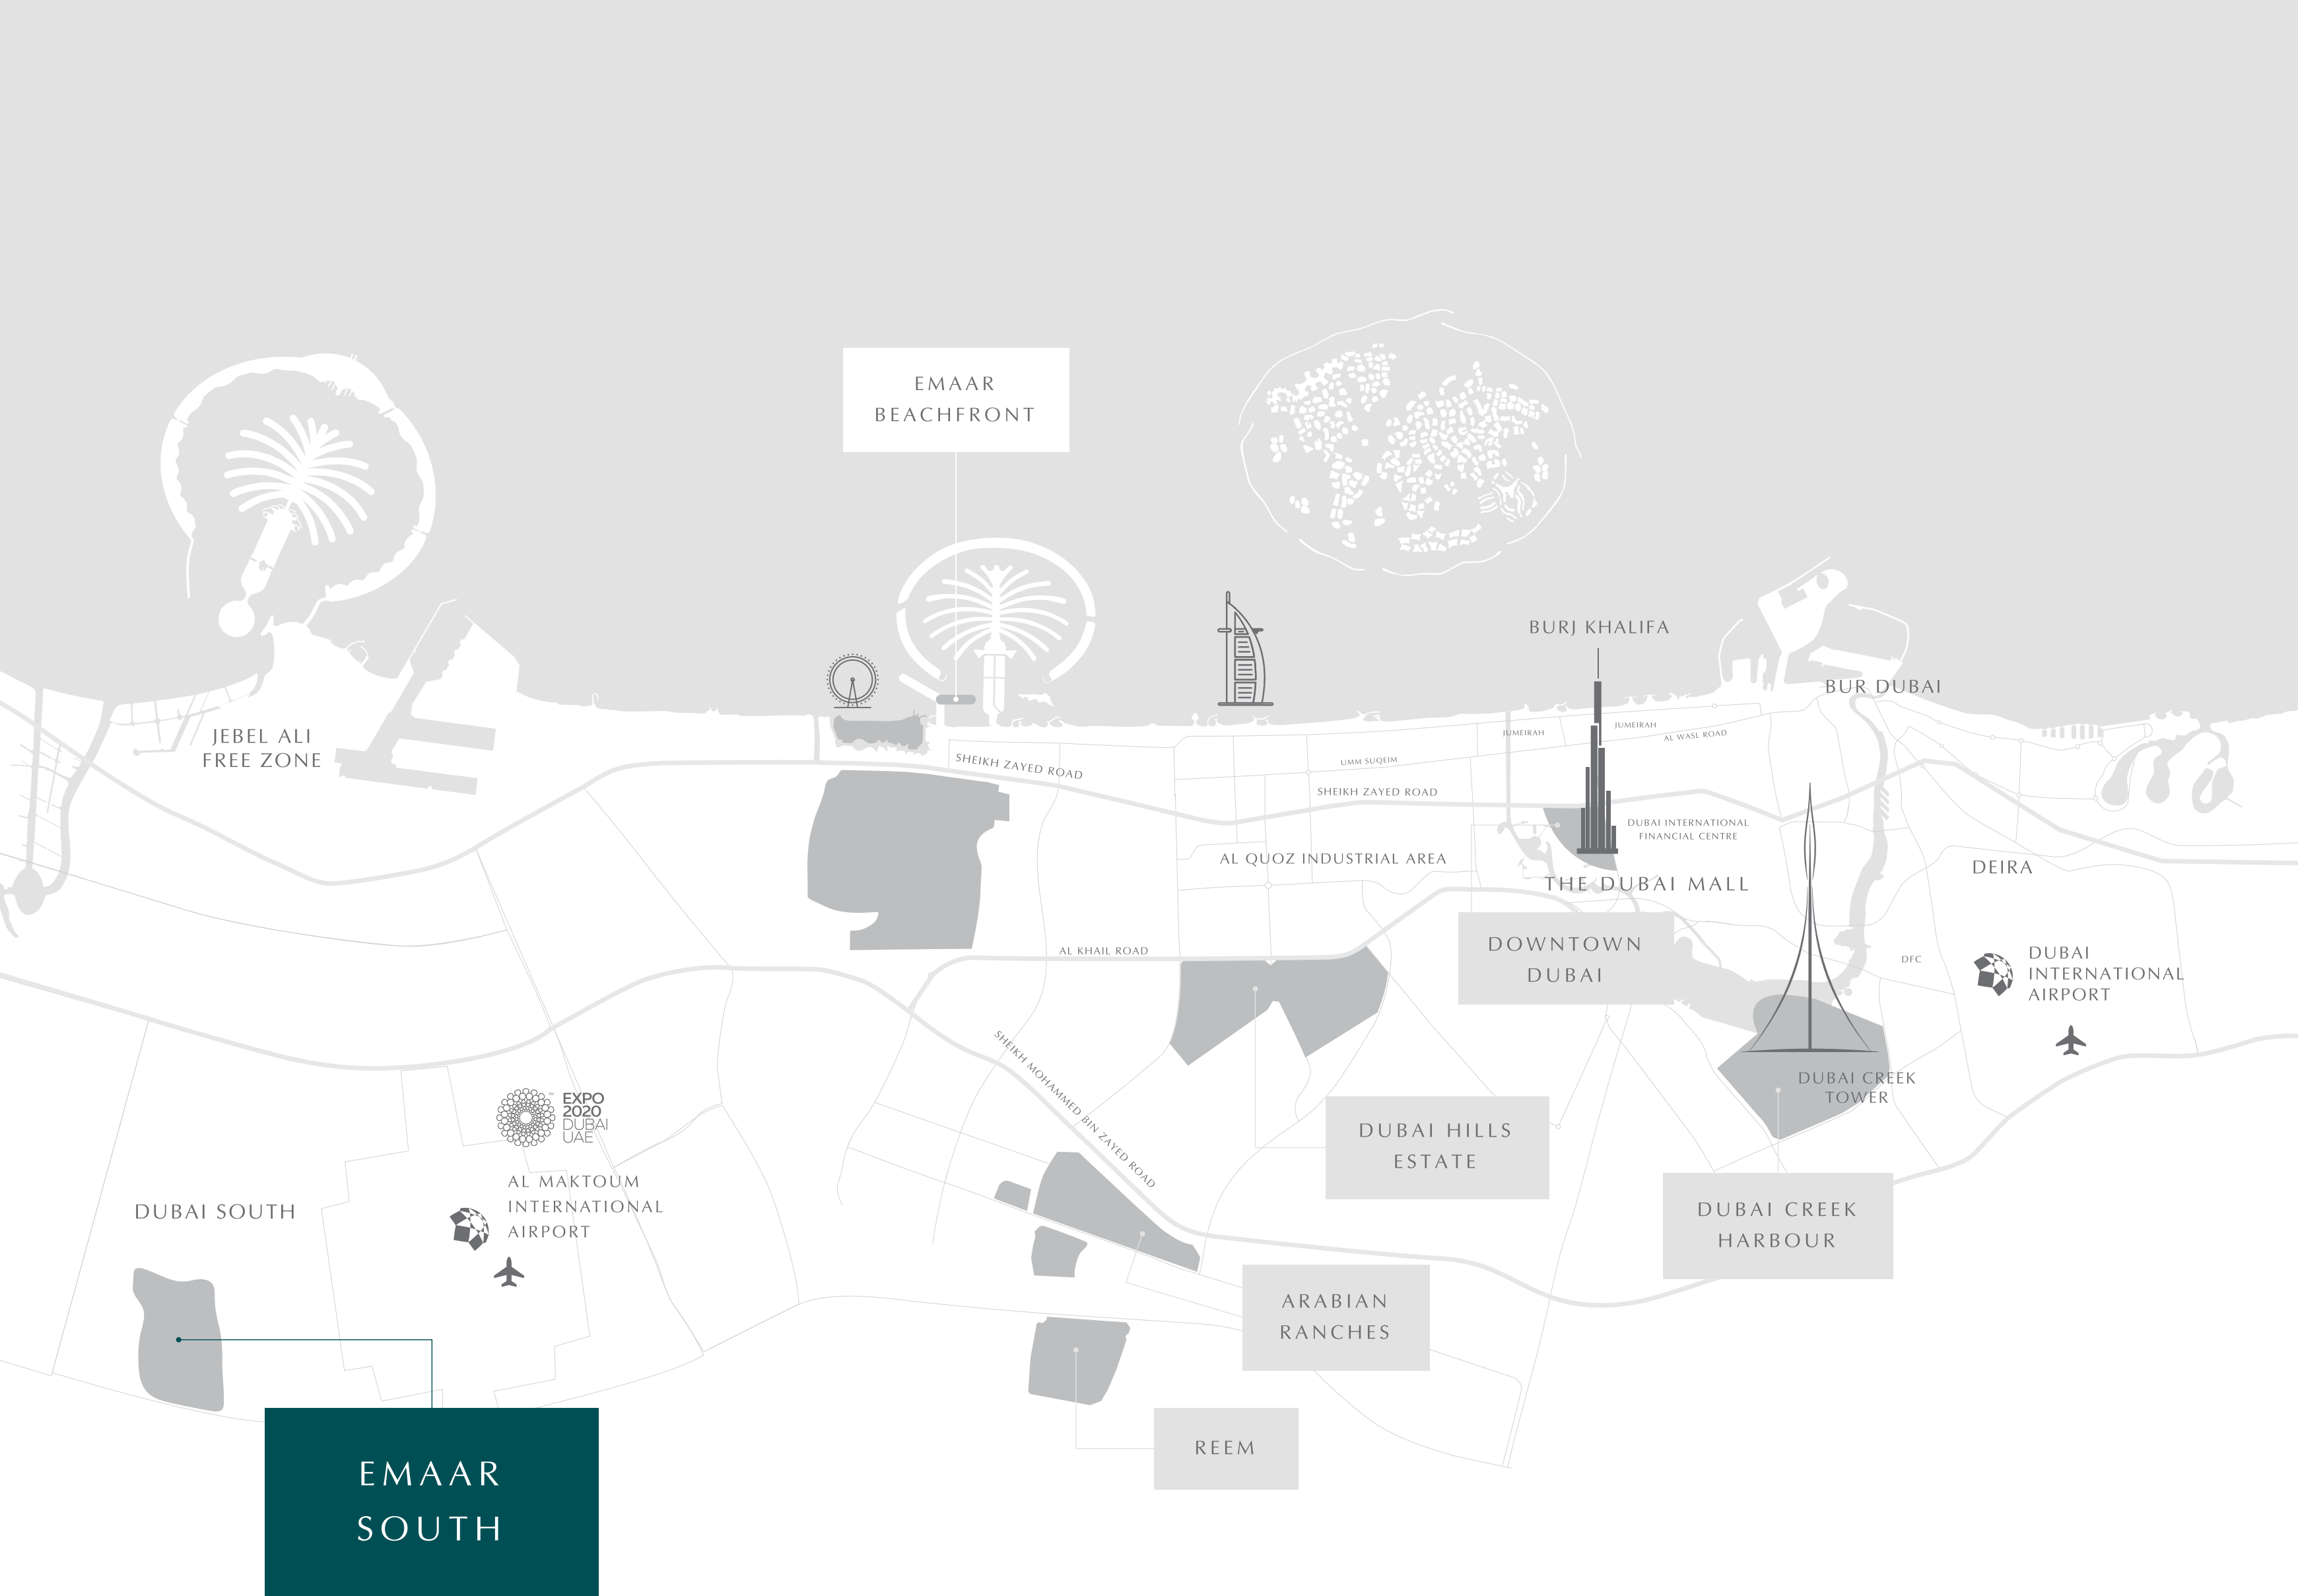 EMAAR
BEACHFRONT
BURJ KHALIFA
BUR DUBAI
JEBEL ALI
FREE ZONE
SHEIKH ZAYED ROAD
UMM SUQEIM
JUMEIRAH
JUMEIRAH
AL WASL ROAD
SHEIKH ZAYED ROAD
DUBAI INTERNATIONAL
FINANCIAL CENTRE
AL QUOZ INDUSTRIAL AREA
THE DUBAI MALL
DEIRA
DOWNTOWN
DUBAI
AL KHAIL ROAD
DFC
DUBAI
INTERNATIONAL
AIRPORT
SHEIKH MOHAMMED BIN ZAYED ROAD
DUBAI CREEK
TOWER
EXPO
2020
DUBAI
UAE
DUBAI HILLS
ESTATE
AL MAKTOUM
INTERNATIONAL
AIRPORT
DUBAI SOUTH
DUBAI CREEK
HARBOUR
ARABIAN
RANCHES
REEM
EMAAR
SOUTH